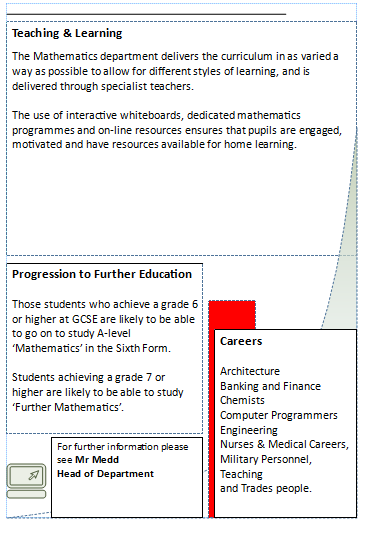 Teaching & Learning
The Mathematics department delivers the curriculum in as varied a
way as possible to allow for different styles of learning, and is
delivered through specialist teachers.
The use of interactive whiteboards, dedicated mathematics
programmes and on-line resources ensures that pupils are engaged,
motivated and have resources available for home learning.
Progression to Further Education
Those students who achieve a grade 6
or higher at GCSE are likely to be able
to go on to study A-level
‘Mathematics’ in the Sixth Form.
Students achieving a grade 7 or
higher are likely to be able to study
‘Further Mathematics’.
For further information please
see Mr Medd
Head of Department
Careers
Architecture
Banking and Finance
Chemists
Computer Programmers
Engineering
Nurses & Medical Careers,
Military Personnel,
Teaching
and Trades people.